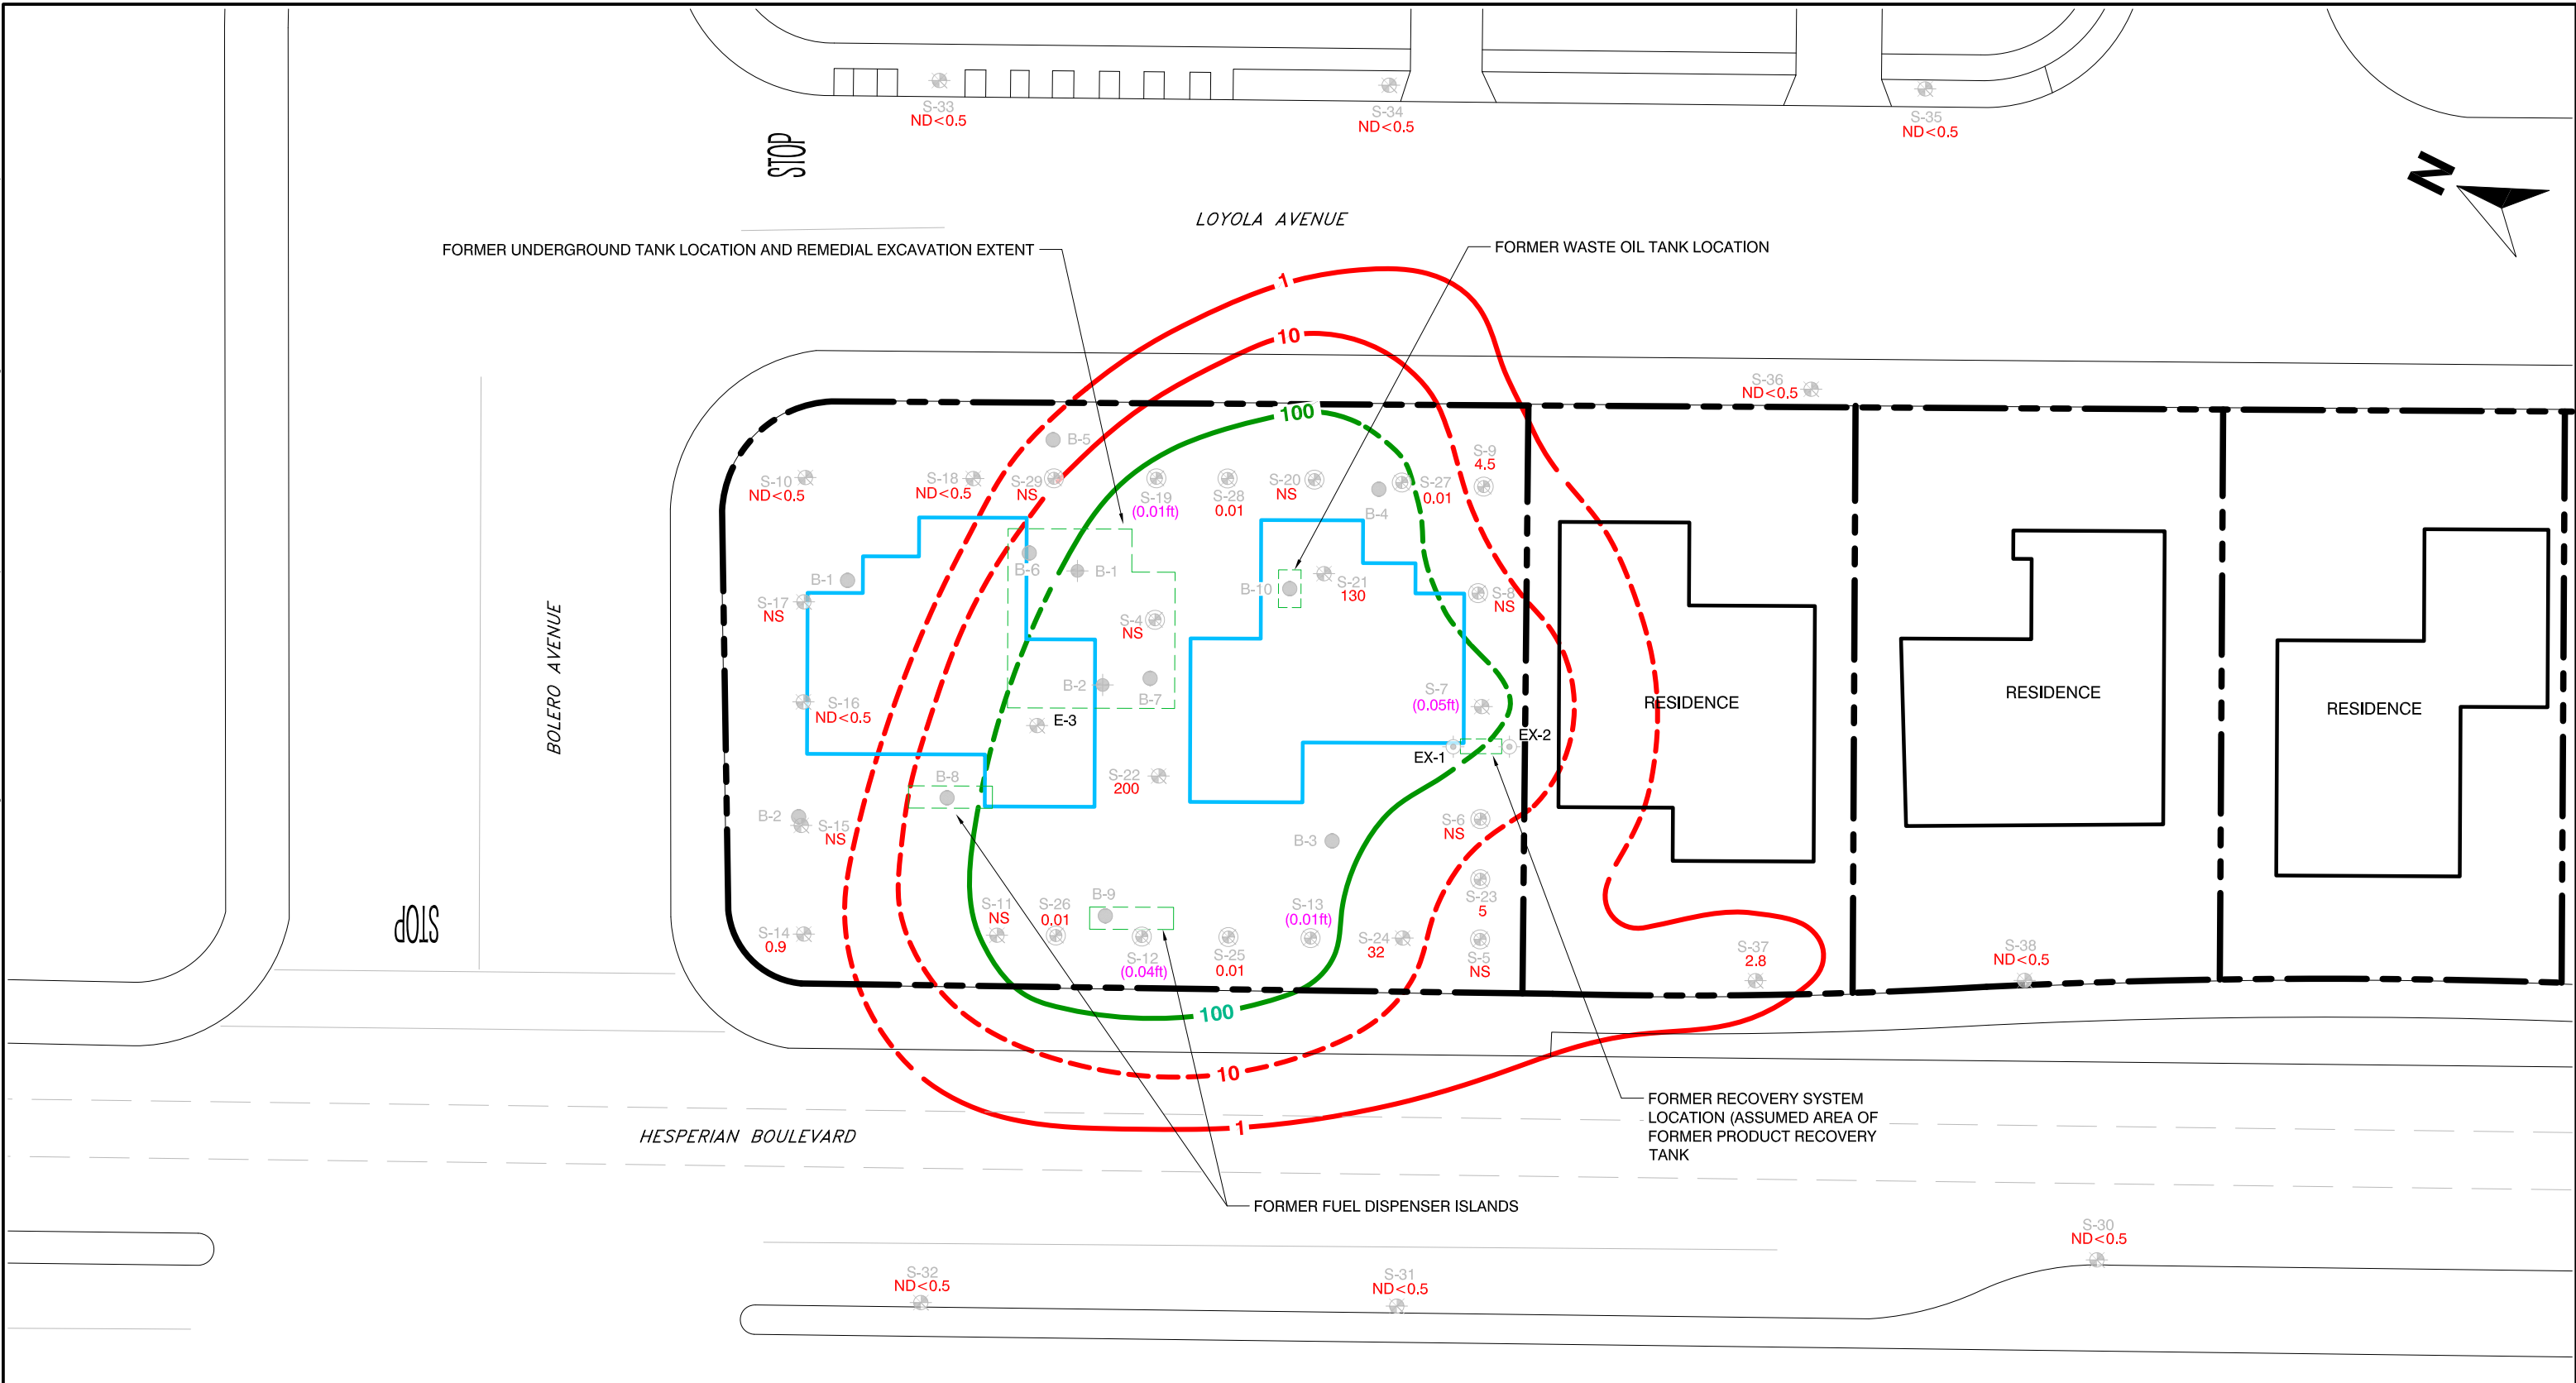 S-33
ND<0.5
S-34
ND<0.5
S-35
ND<0.5
STOP
N
LOYOLA AVENUE
FORMER UNDERGROUND TANK LOCATION AND REMEDIAL EXCAVATION EXTENT
FORMER WASTE OIL TANK LOCATION
1
10
100
S-36
ND<0.5
B-5
S-10
ND<0.5
S-18
ND<0.5
S-29
NS
S-19
(0.01ft)
S-28
0.01
S-20
NS
B-4
S-27
0.01
S-9
4.5
B-1
B-6
B-1
S-17
NS
S-4
NS
B-10
S-21
130
S-8
NS
BOLERO AVENUE
S-16
ND<0.5
B-2
B-7
E-3
S-7
(0.05ft)
EX-1
EX-2
RESIDENCE
RESIDENCE
RESIDENCE
B-8
S-22
200
B-2
S-15
NS
B-3
S-6
NS
STOP
S-14
0.9
S-11
NS
S-26
0.01
B-9
S-12
(0.04ft)
S-25
0.01
S-13
(0.01ft)
S-24
32
S-23
5
S-5
NS
S-37
2.8
S-38
ND<0.5
100
10
1
HESPERIAN BOULEVARD
FORMER RECOVERY SYSTEM
LOCATION (ASSUMED AREA OF
FORMER PRODUCT RECOVERY
TANK
FORMER FUEL DISPENSER ISLANDS
S-32
ND<0.5
S-31
ND<0.5
S-30
ND<0.5